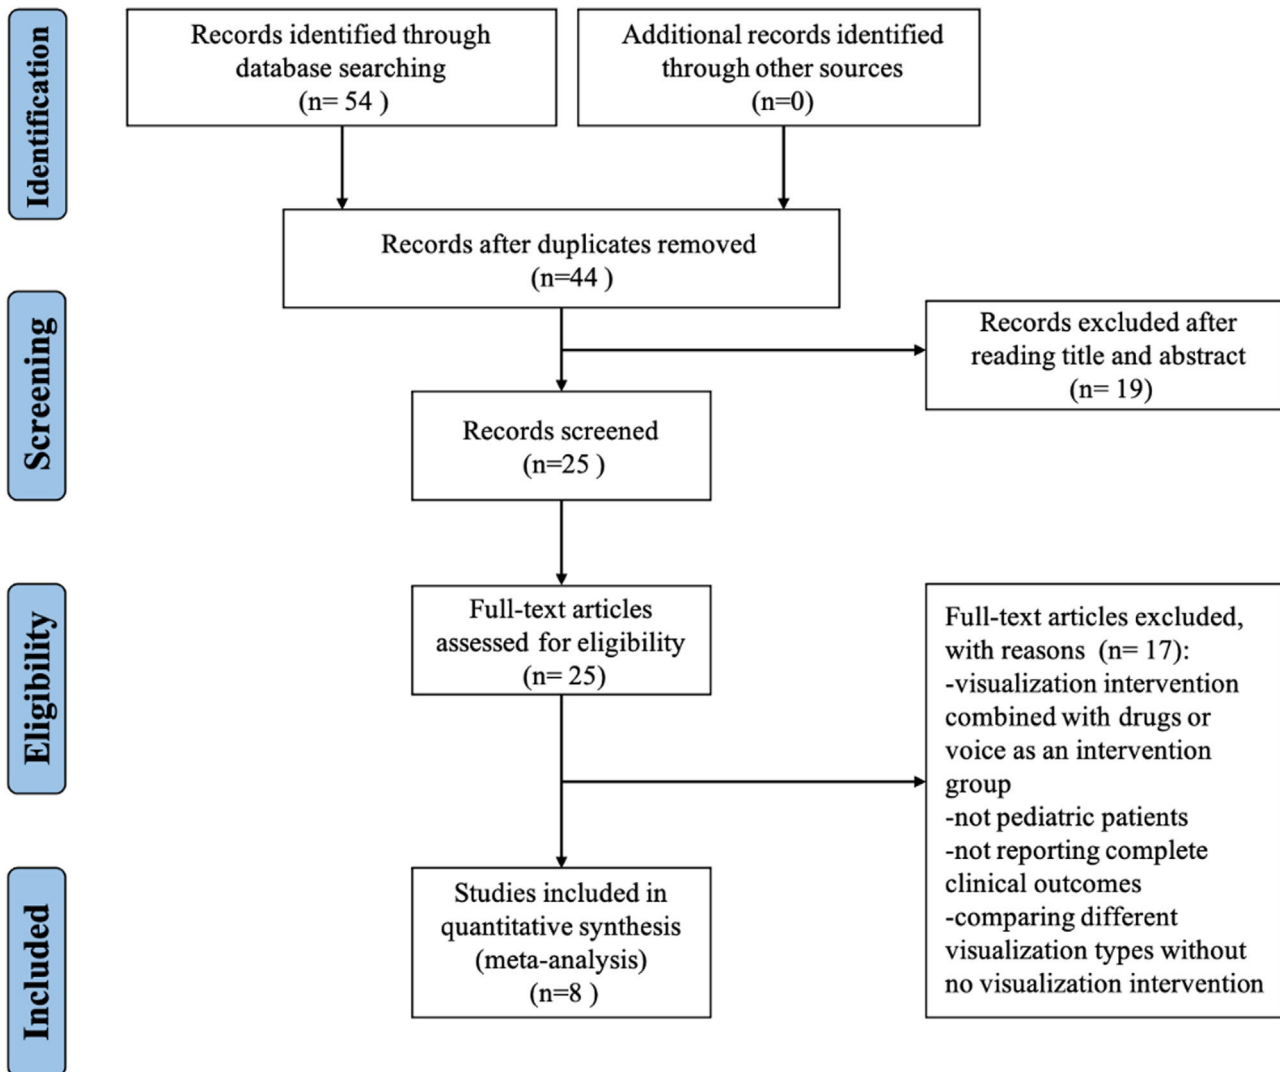 Identification
Records identified through
database searching
(n= 54 )
Additional records identified
through other sources
(n=0)
Records after duplicates removed
(n=44 )
Screening
Records excluded after
reading title and abstract
(n= 19)
Records screened
(n=25 )
Eligibility
Full-text articles
assessed for eligibility
(n= 25)
Full-text articles excluded,
with reasons (n= 17):
-visualization intervention
combined with drugs or
voice as an intervention
group
-not pediatric patients
-not reporting complete
clinical outcomes
-comparing different
visualization types without
no visualization intervention
Included
Studies included in
quantitative synthesis
(meta-analysis)
(n=8 )